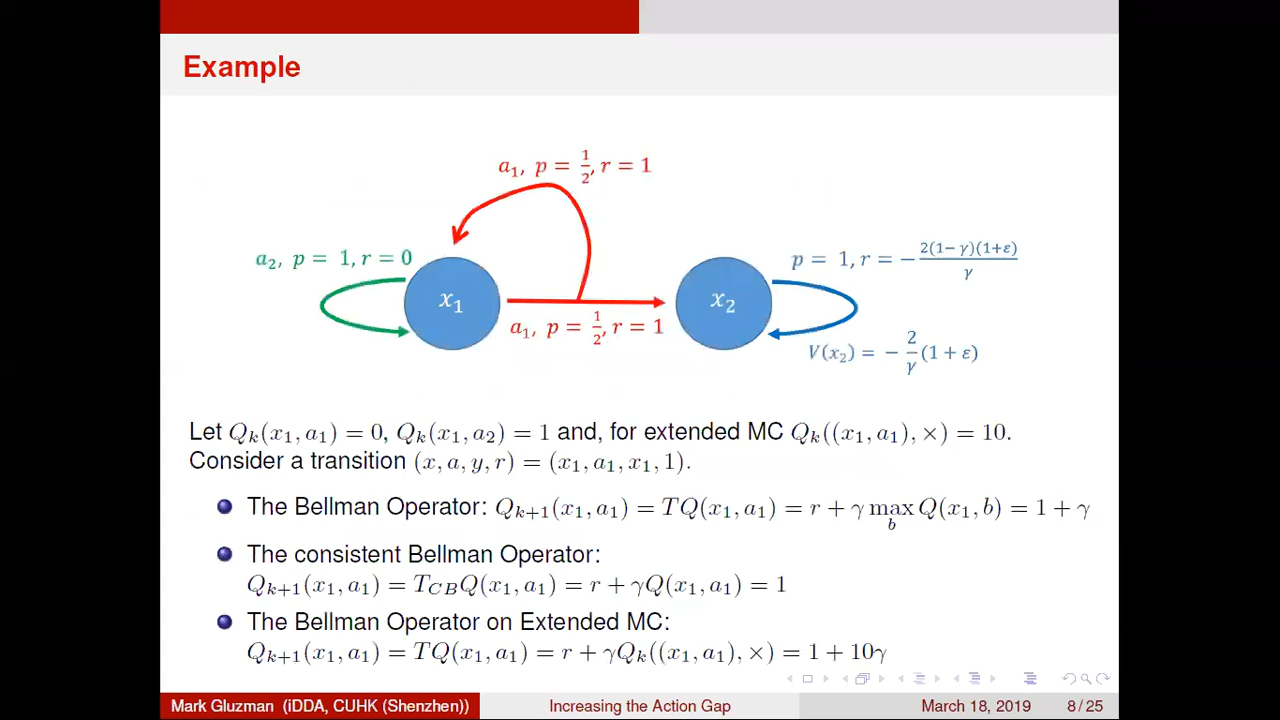 Example
a₁, p = 1/2, r = 1
a₂, p = 1, r = 0
p = 1, r = − 2(1−γ)(1+ε)/γ
x₁
x₂
a₁, p = 1/2, r = 1
V(x₂) = − 2/γ (1 + ε)
Let Qₖ(x₁, a₁) = 0, Qₖ(x₁, a₂) = 1 and, for extended MC Qₖ((x₁, a₁), ×) = 10.
Consider a transition (x, a, y, r) = (x₁, a₁, x₁, 1).
The Bellman Operator: Qₖ₊₁(x₁, a₁) = TQ(x₁, a₁) = r + γ max_b Q(x₁, b) = 1 + γ
The consistent Bellman Operator:
Qₖ₊₁(x₁, a₁) = T_{CB}Q(x₁, a₁) = r + γQ(x₁, a₁) = 1
The Bellman Operator on Extended MC:
Qₖ₊₁(x₁, a₁) = TQ(x₁, a₁) = r + γQₖ((x₁, a₁), ×) = 1 + 10γ
Mark Gluzman (iDDA, CUHK (Shenzhen)) Increasing the Action Gap March 18, 2019 8 / 25